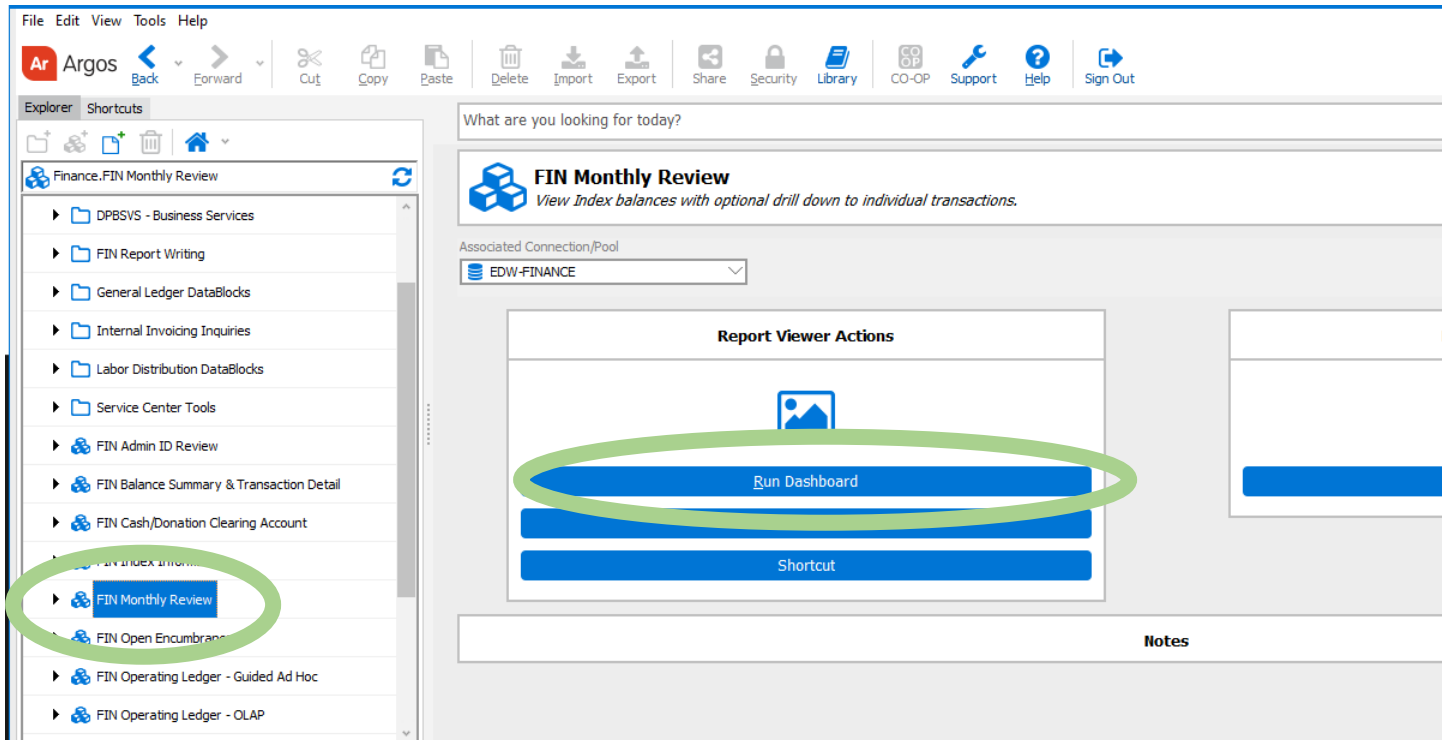 File Edit View Tools Help
Ar Argos Back Forward Cut Copy Paste Delete Import Export Share Security Library CO-OP Support Help Sign Out
Explorer Shortcuts
What are you looking for today?
Finance.FIN Monthly Review
FIN Monthly Review
View Index balances with optional drill down to individual transactions.
DPBSVS - Business Services
FIN Report Writing
General Ledger DataBlocks
Internal Invoicing Inquiries
Labor Distribution DataBlocks
Service Center Tools
FIN Admin ID Review
FIN Balance Summary & Transaction Detail
FIN Cash/Donation Clearing Account
FIN Index
FIN Monthly Review
FIN Open
FIN Operating Ledger - Guided Ad Hoc
FIN Operating Ledger - OLAP
Associated Connection/Pool
EDW-FINANCE
Report Viewer Actions
Run Dashboard
Shortcut
Notes